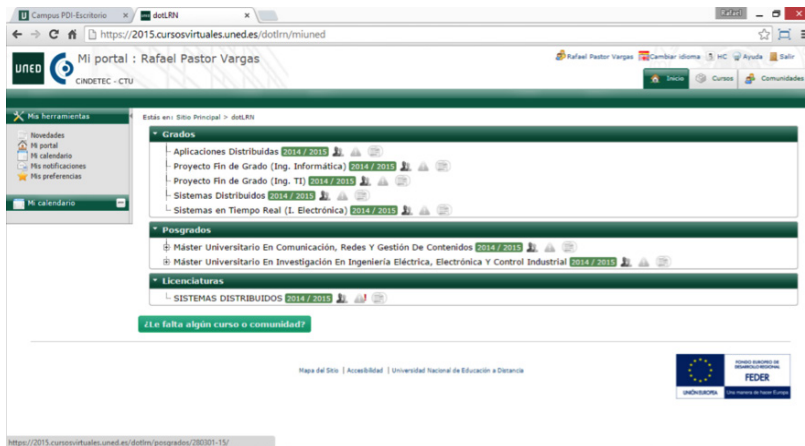 Campus PDI-Escritorio
dotLRN
Rafael
https://2015.cursosvirtuales.uned.es/dotlrn/miuned
UNED
Mi portal : Rafael Pastor Vargas
CiNDETEC - CTU
Rafael Pastor Vargas Cambiar idioma HC Ayuda Salir
Inicio Cursos Comunidades
Mis herramientas
Novedades
Mi portal
Mi calendario
Mis notificaciones
Mis preferencias
Mi calendario
Estás en: Sitio Principal > dotLRN
Grados
Aplicaciones Distribuidas 2014 / 2015
Proyecto Fin de Grado (Ing. Informática) 2014 / 2015
Proyecto Fin de Grado (Ing. TI) 2014 / 2015
Sistemas Distribuidos 2014 / 2015
Sistemas en Tiempo Real (I. Electrónica) 2014 / 2015
Posgrados
Máster Universitario En Comunicación, Redes Y Gestión De Contenidos 2014 / 2015
Máster Universitario En Investigación En Ingeniería Eléctrica, Electrónica Y Control Industrial 2014 / 2015
Licenciaturas
SISTEMAS DISTRIBUIDOS 2014 / 2015
¿Le falta algún curso o comunidad?
Mapa del Sitio | Accesibilidad | Universidad Nacional de Educación a Distancia
FONDO EUROPEO DE
DESARROLLO REGIONAL
FEDER
UNIÓN EUROPEA
Una manera de hacer Europa
https://2015.cursosvirtuales.uned.es/dotlrn/posgrados/280301-15/